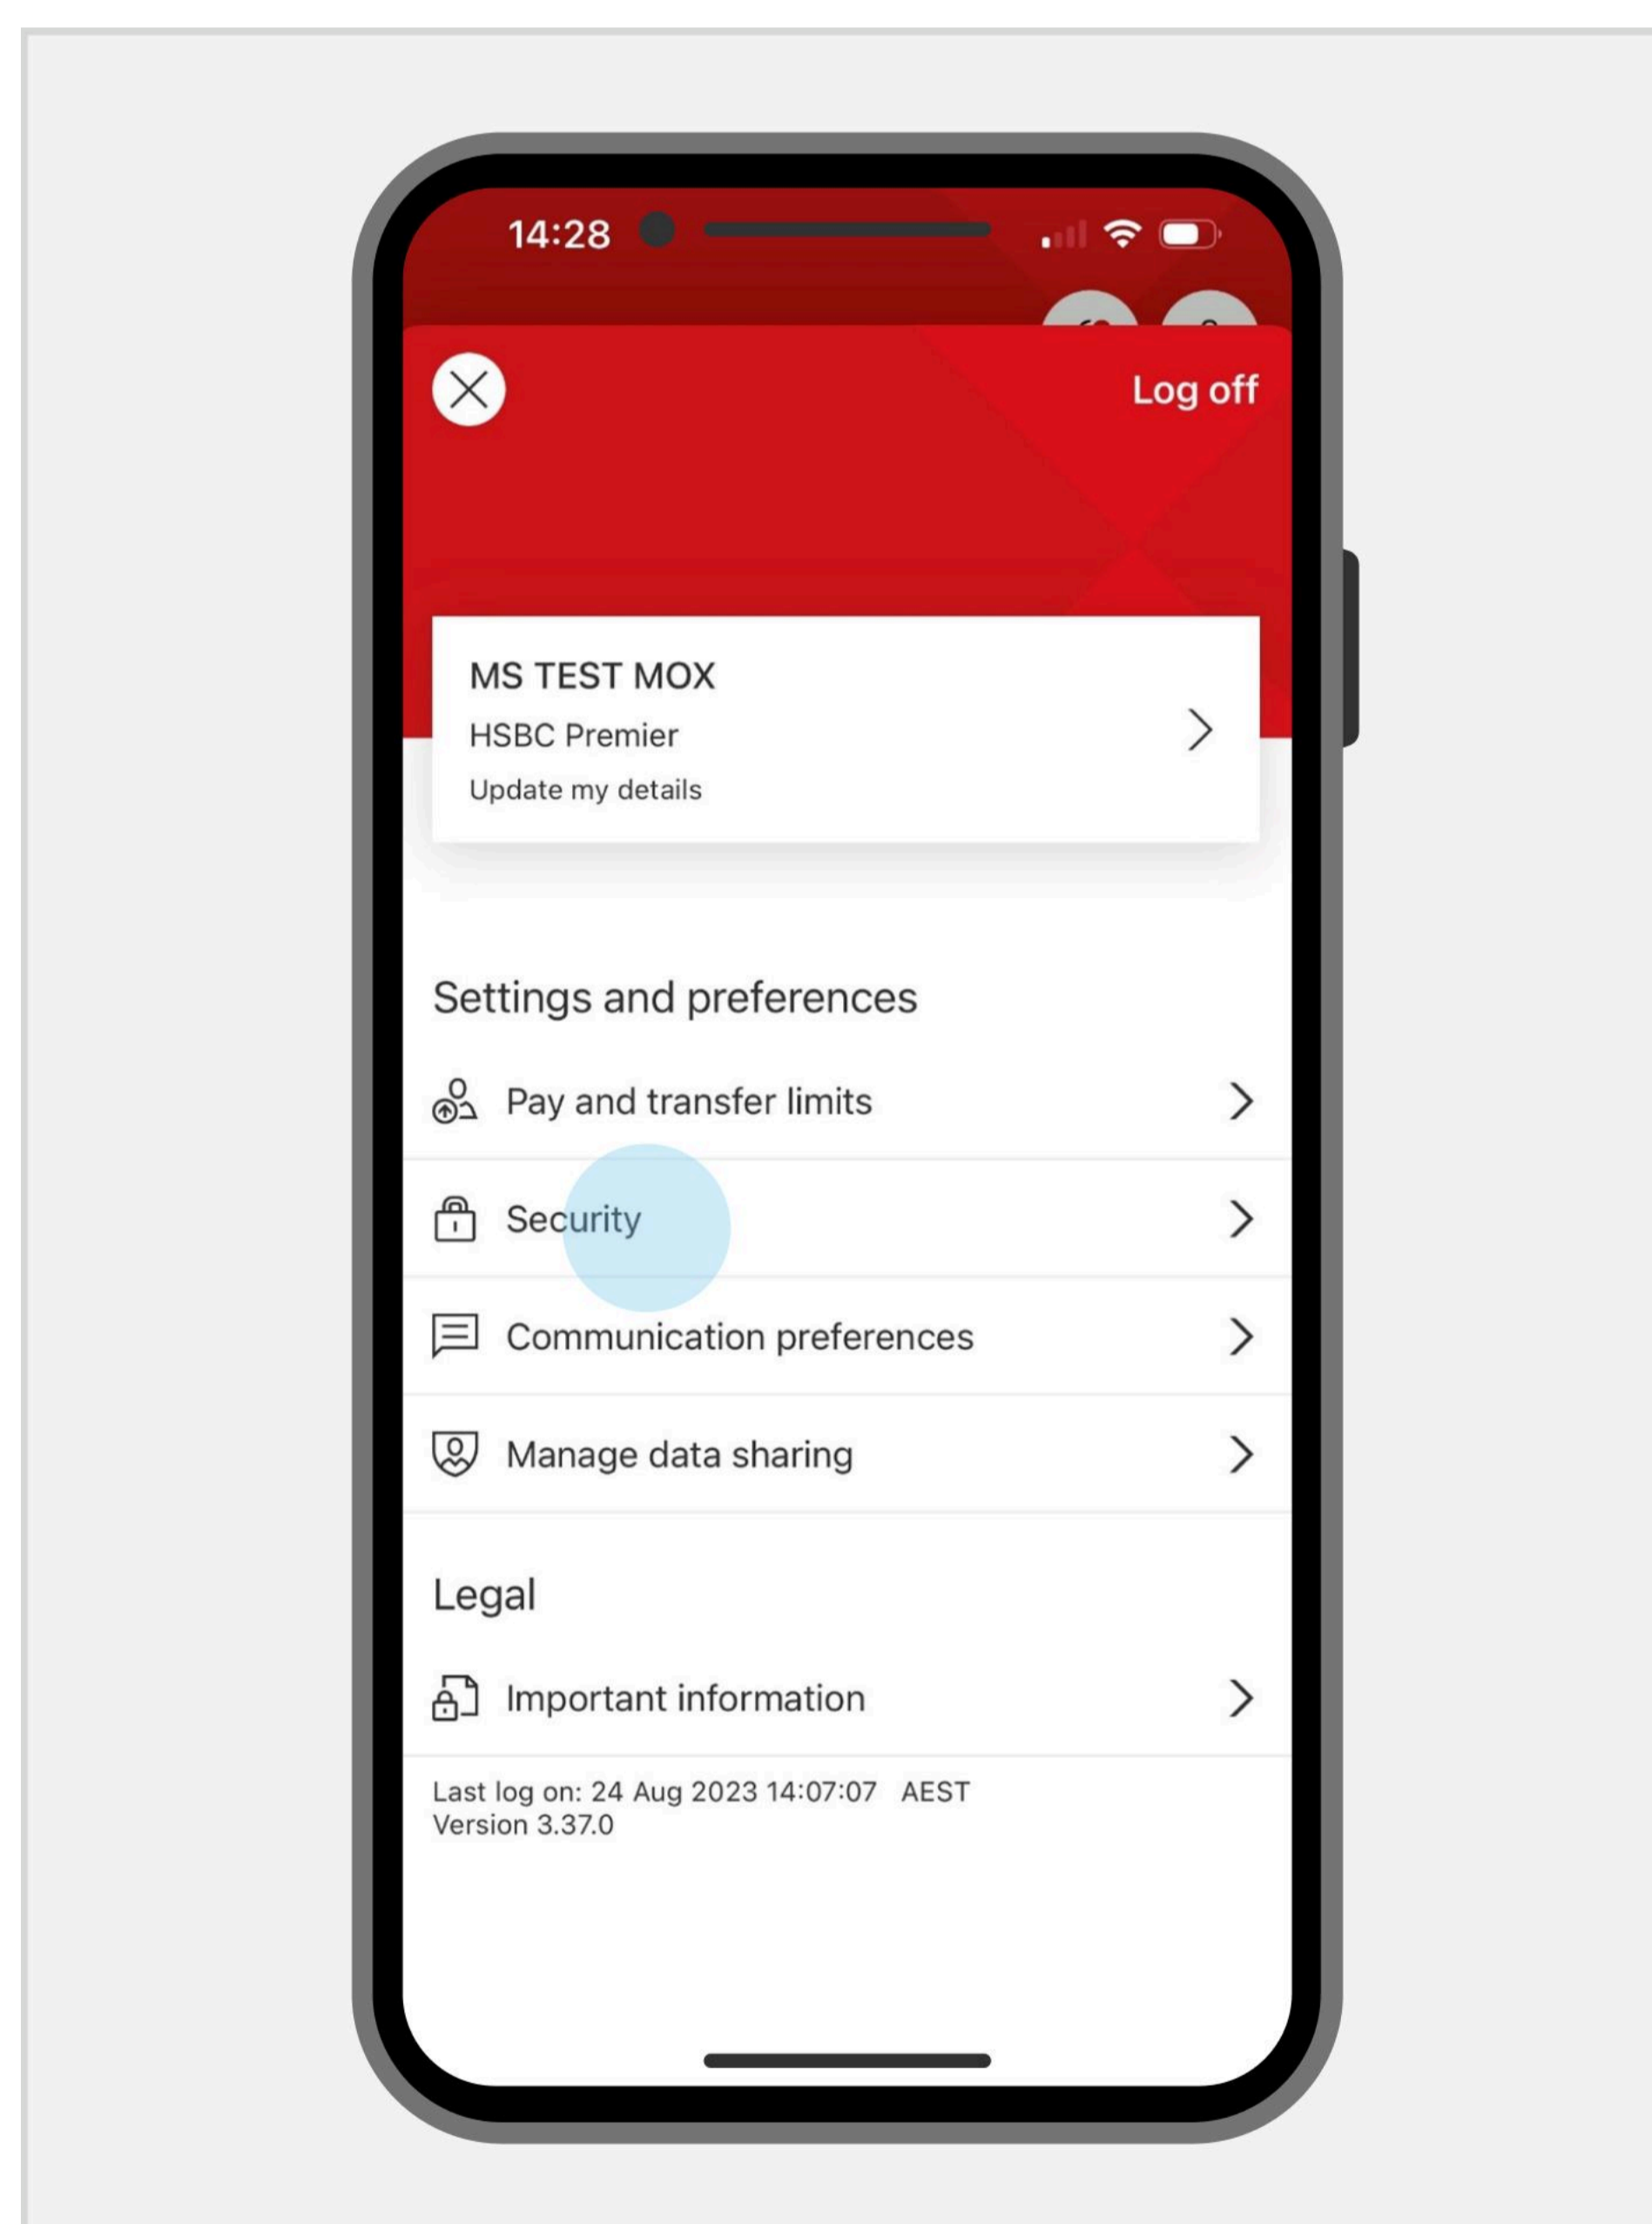 14:28
Log off
MS TEST MOX
HSBC Premier
Update my details
Settings and preferences
Pay and transfer limits
Security
Communication preferences
Manage data sharing
Legal
Important information
Last log on: 24 Aug 2023 14:07:07 AEST
Version 3.37.0